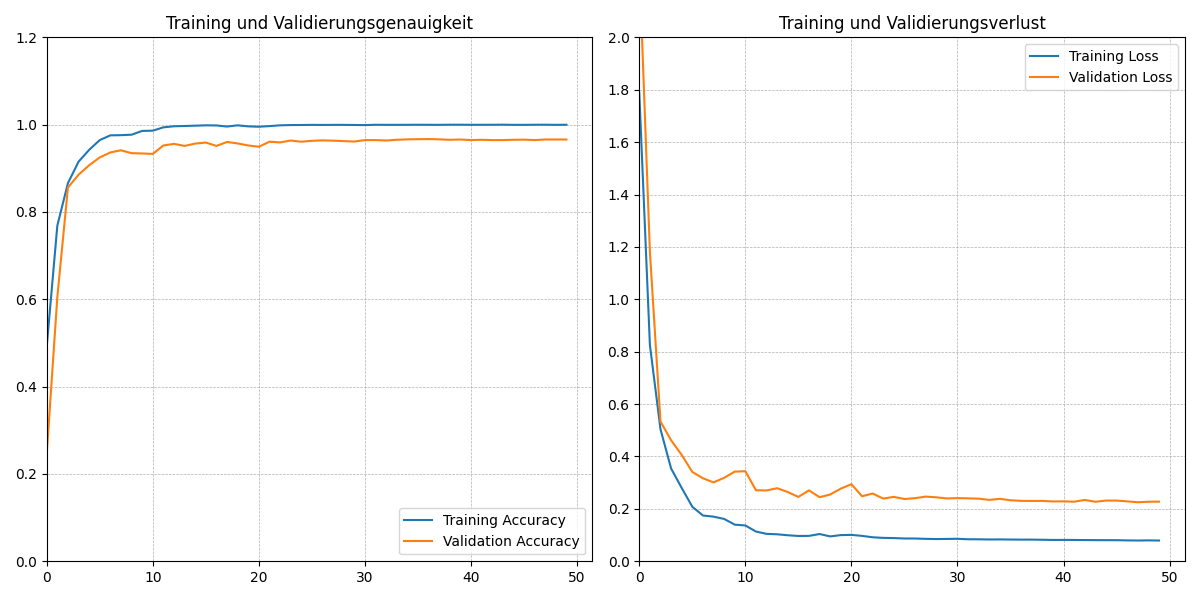 Training und Validierungsgenauigkeit
1.2
1.0
0.8
0.6
0.4
0.2
0.0
0 10 20 30 40 50
Training Accuracy
Validation Accuracy
Training und Validierungsverlust
2.0
1.8
1.6
1.4
1.2
1.0
0.8
0.6
0.4
0.2
0.0
0 10 20 30 40 50
Training Loss
Validation Loss